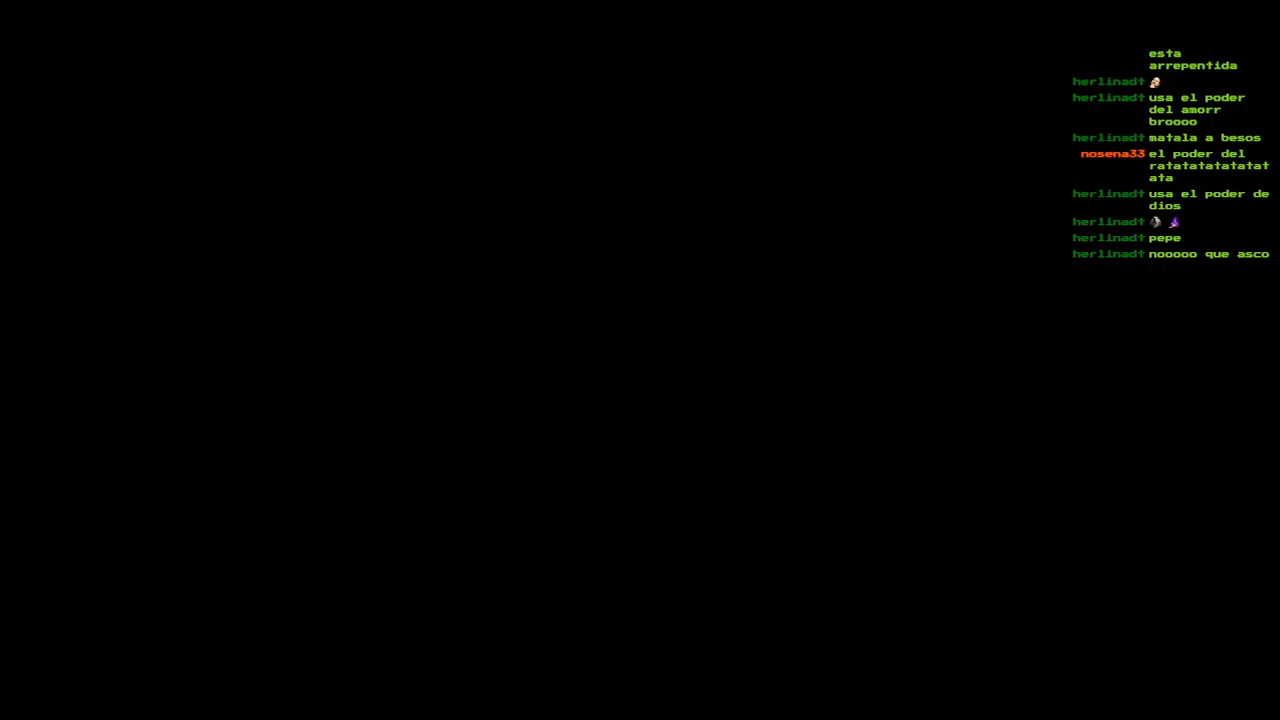 esta
arrepentida
herlinadt
herlinadt usa el poder
del amorr
broooo
herlinadt matala a besos
nosena33 el poder del
ratatatatatatat
ata
herlinadt usa el poder de
dios
herlinadt
herlinadt pepe
herlinadt nooooo que asco